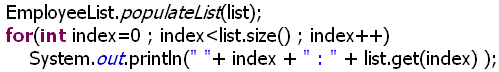 EmployeeList.populateList(list);
for(int index=0 ; index<list.size() ; index++)
System.out.println(" "+ index + " : " + list.get(index) );